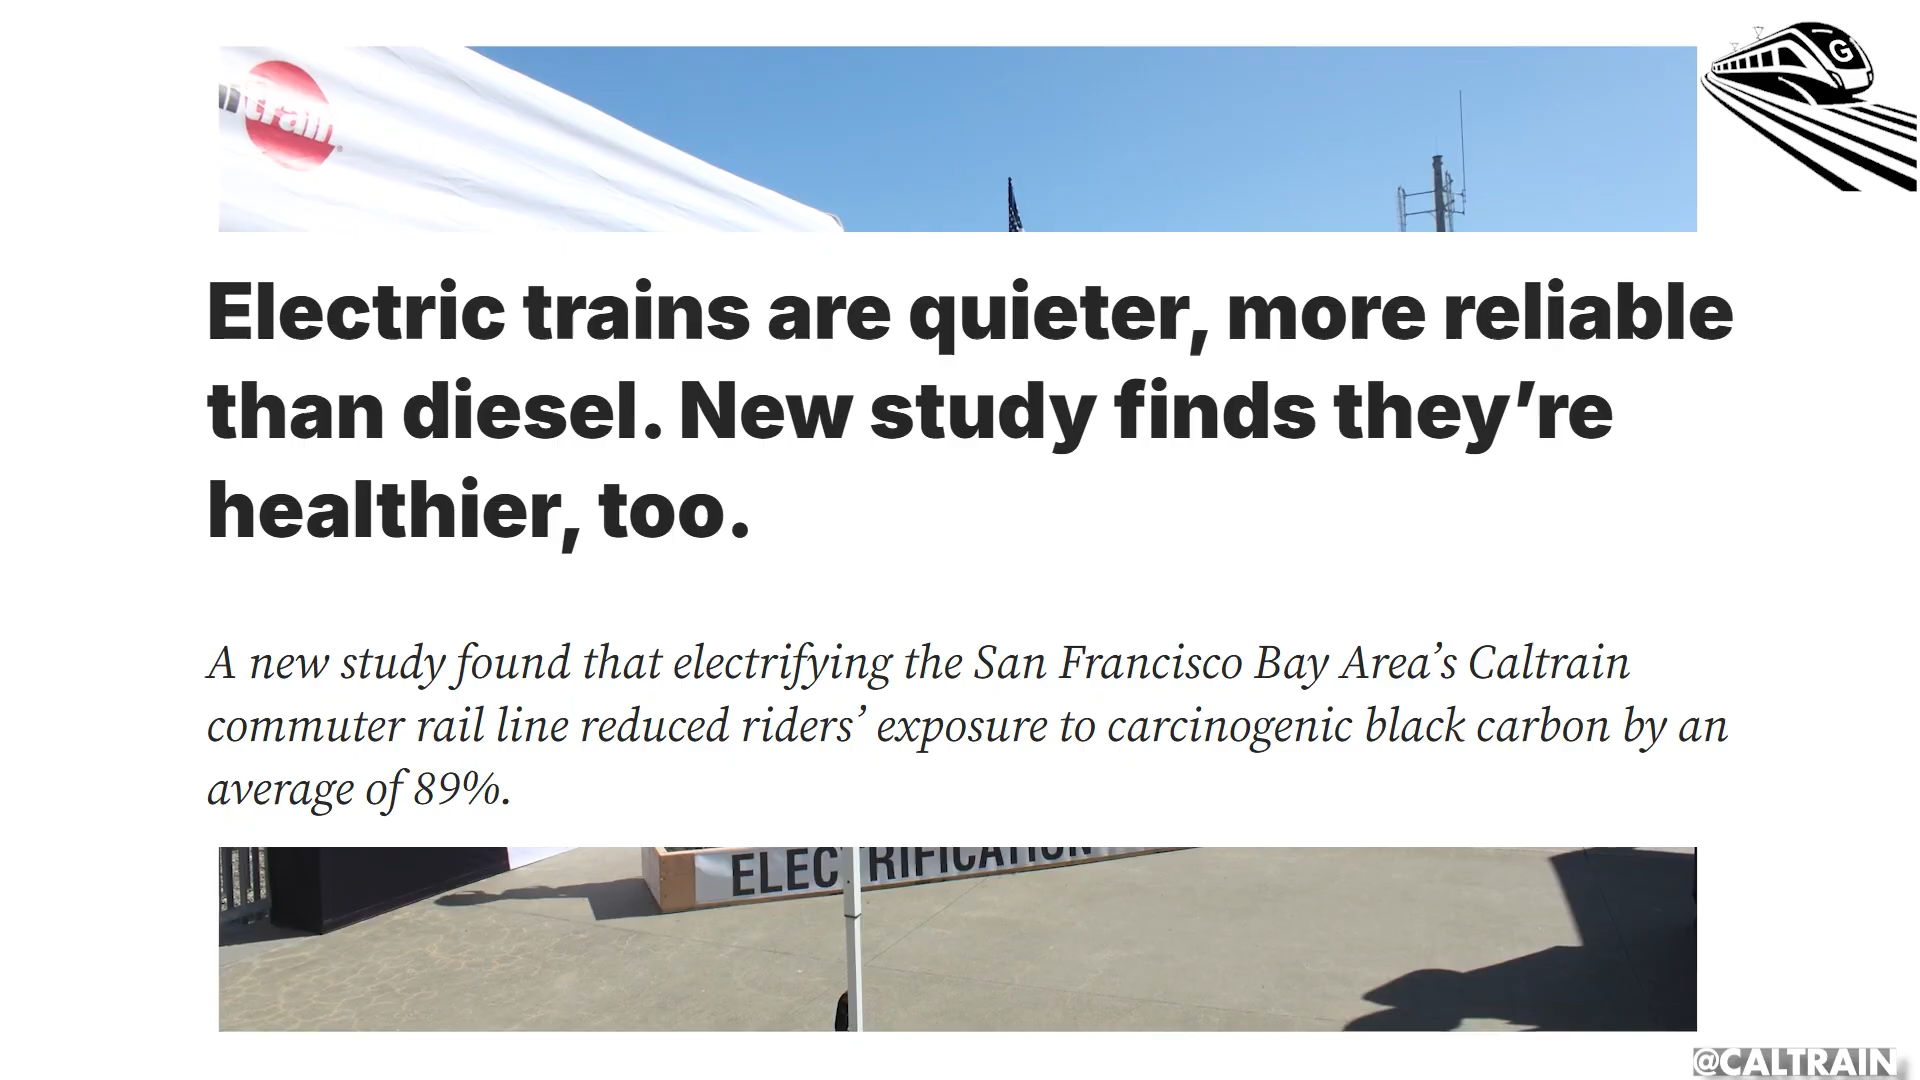 train
G
Electric trains are quieter, more reliable
than diesel. New study finds they’re
healthier, too.
A new study found that electrifying the San Francisco Bay Area’s Caltrain
commuter rail line reduced riders’ exposure to carcinogenic black carbon by an
average of 89%.
ELECTRIFICATION
@CALTRAIN